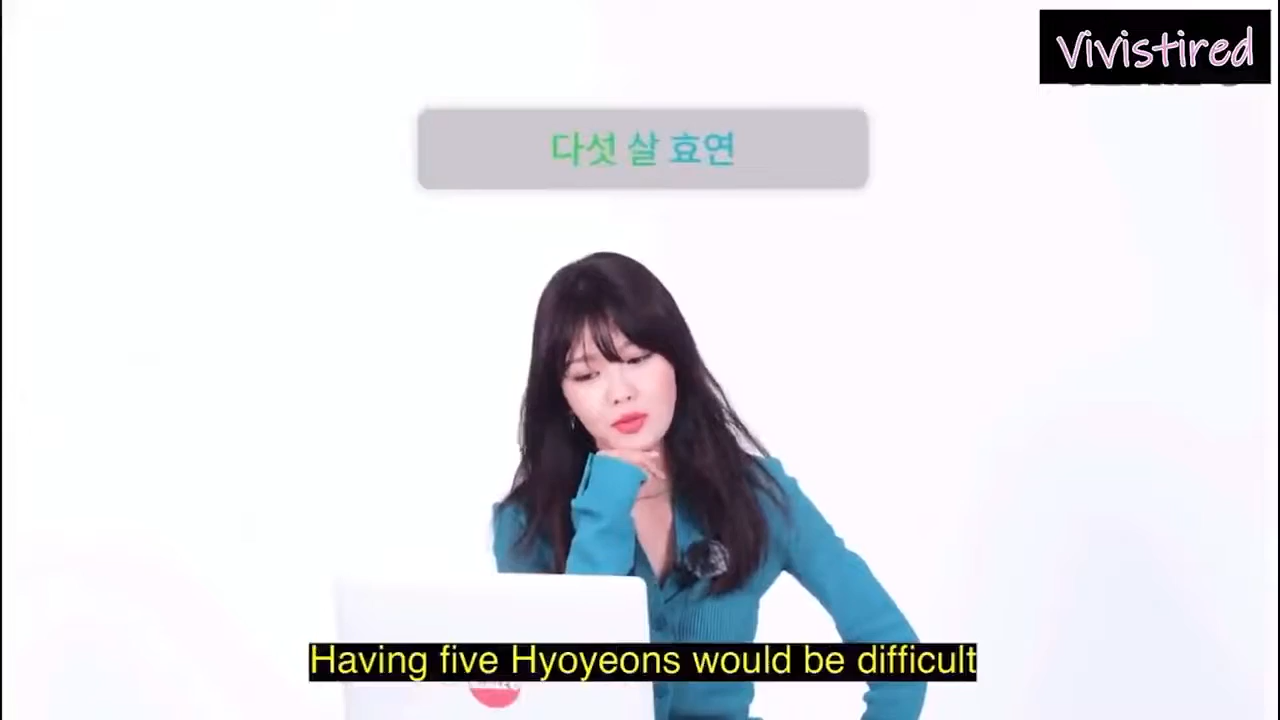 Vivistired
다섯 살 효연
Having five Hyoyeons would be difficult